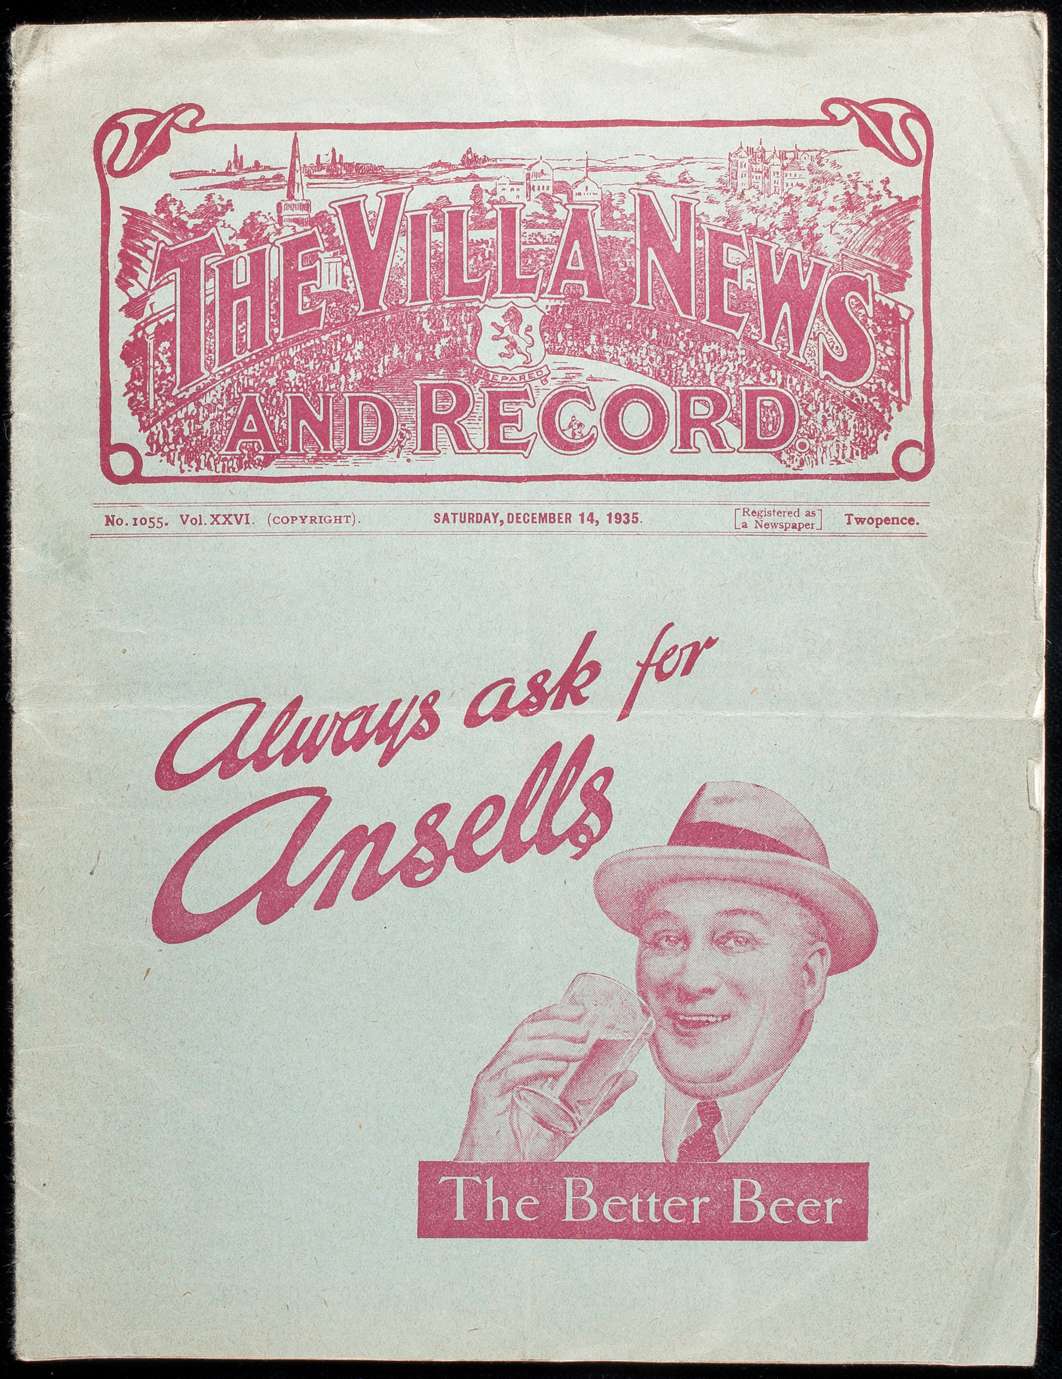 THE VILLA NEWS
PREPARED
AND RECORD.
No. 1055. Vol. XXVI. (COPYRIGHT). SATURDAY, DECEMBER 14, 1935. [Registered as a Newspaper] Twopence.
Always ask for
Ansells
The Better Beer